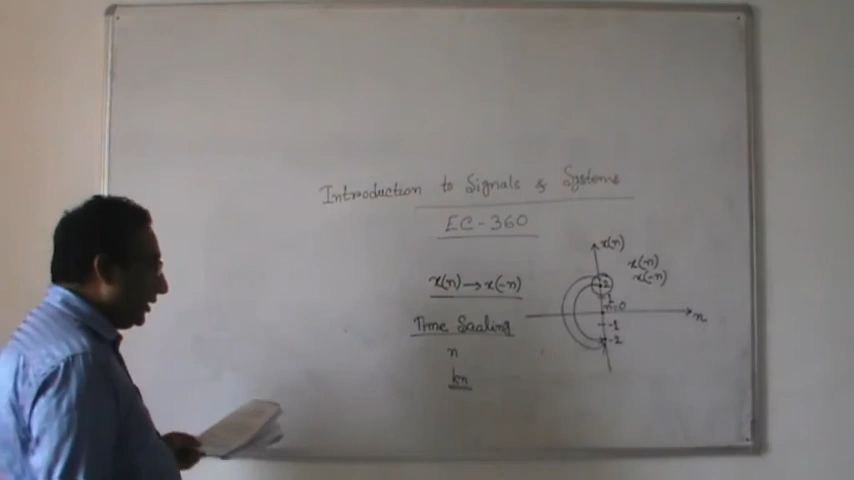 Introduction to Signals & Systems
EC-360
x(n)
x(n)
x(-n)
x(n)→x(-n)
2
1
n=0
n
Time Scaling
-1
-2
n
kn